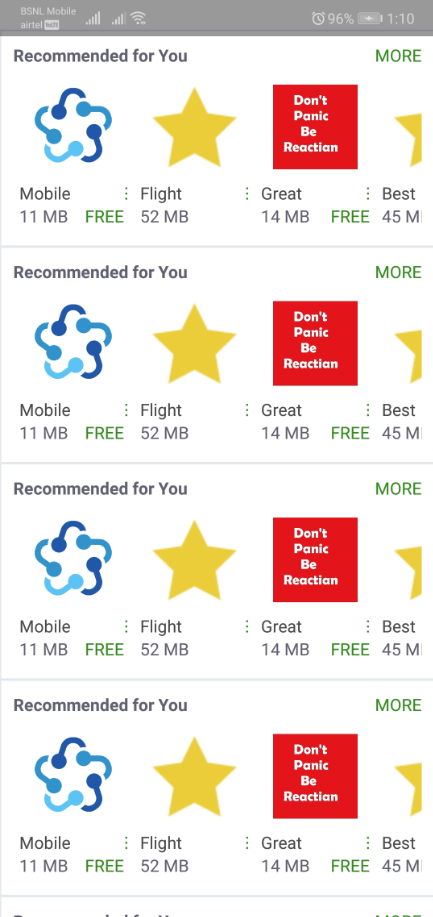 BSNL Mobile
airtel VoLTE
96% 1:10
Recommended for You MORE
Don't
Panic
Be
Reactian
Mobile Flight Great Best
11 MB FREE 52 MB 14 MB FREE 45 M
Recommended for You MORE
Don't
Panic
Be
Reactian
Mobile Flight Great Best
11 MB FREE 52 MB 14 MB FREE 45 M
Recommended for You MORE
Don't
Panic
Be
Reactian
Mobile Flight Great Best
11 MB FREE 52 MB 14 MB FREE 45 M
Recommended for You MORE
Don't
Panic
Be
Reactian
Mobile Flight Great Best
11 MB FREE 52 MB 14 MB FREE 45 M